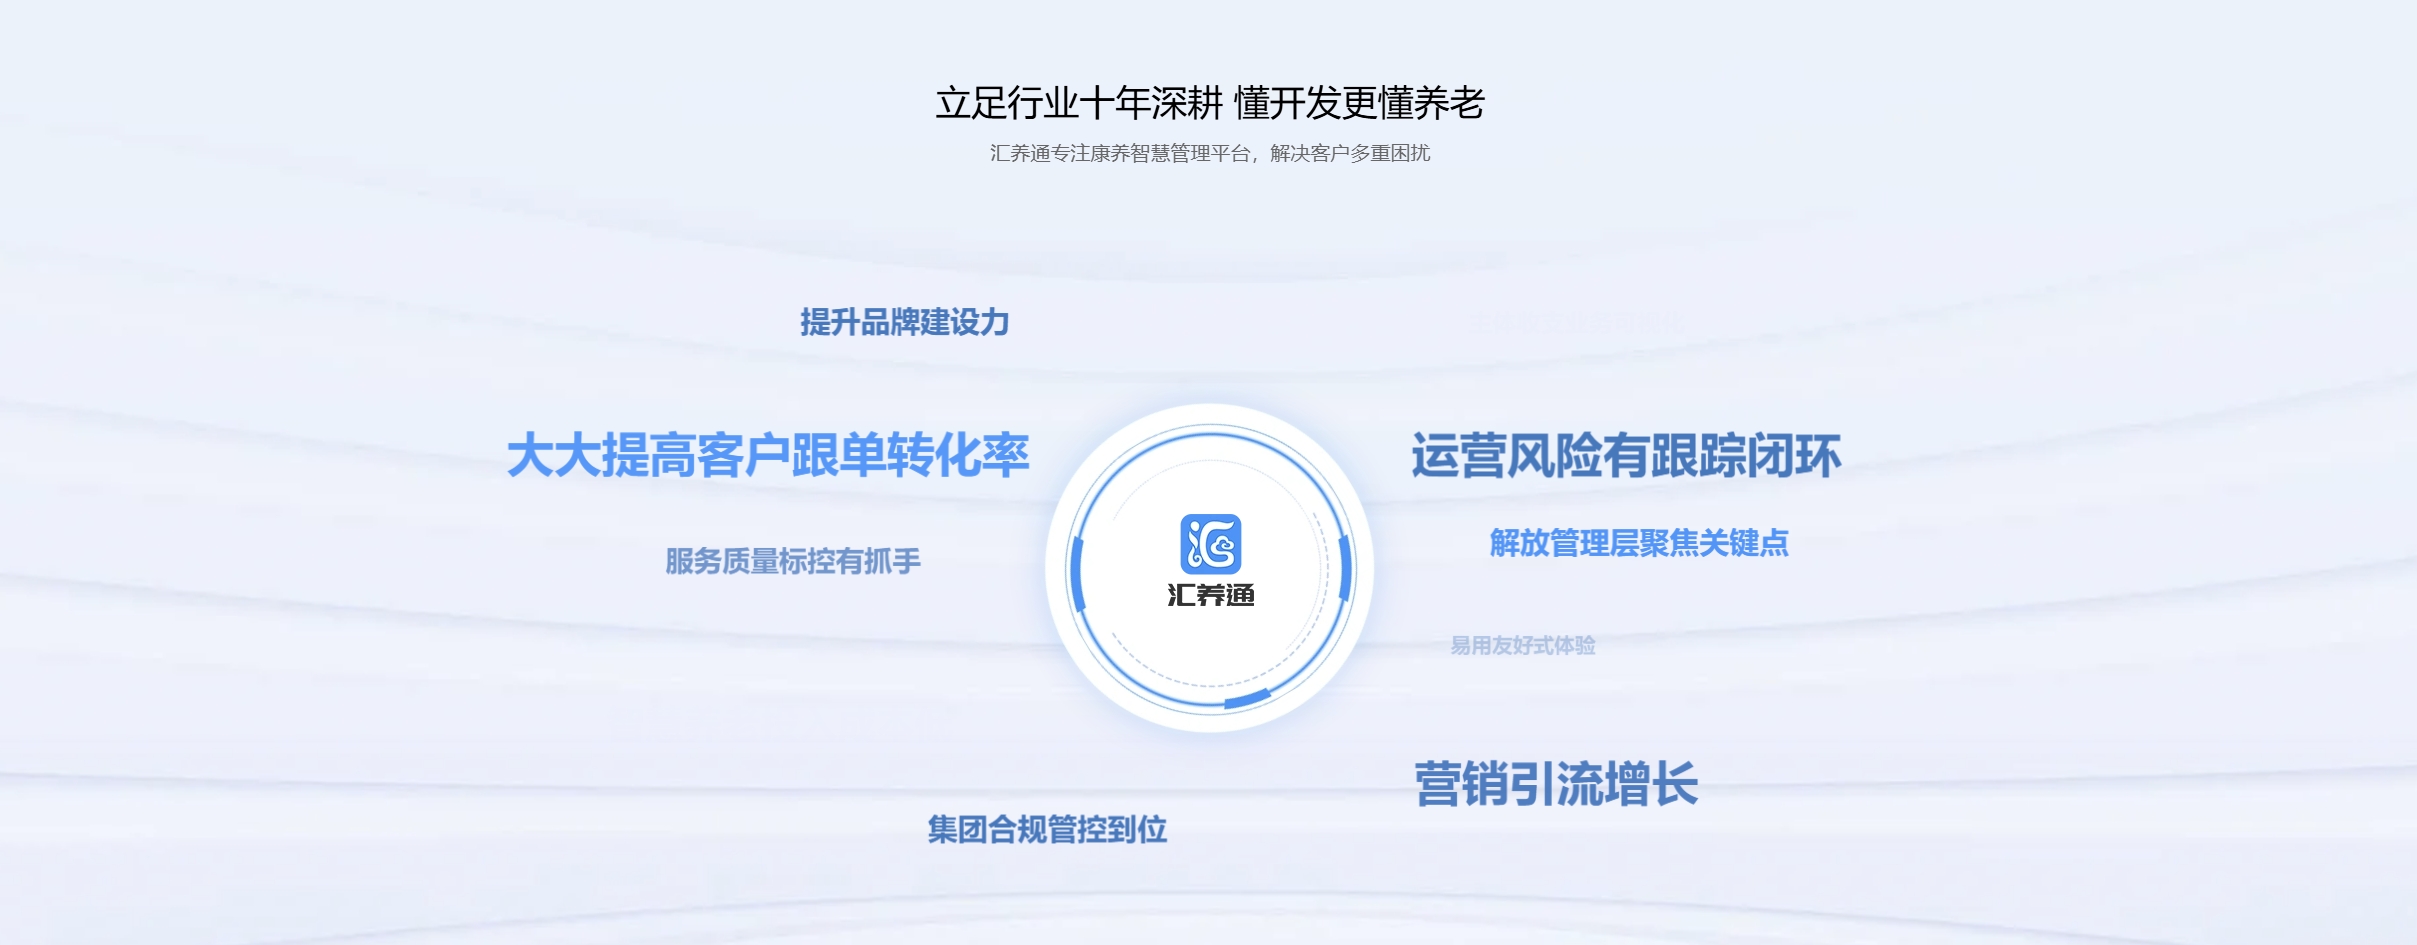 立足行业十年深耕 懂开发更懂养老
汇养通专注康养智慧管理平台，解决客户多重困扰
提升品牌建设力
大大提高客户跟单转化率
运营风险有跟踪闭环
解放管理层聚焦关键点
服务质量标控有抓手
汇养通
易用友好式体验
营销引流增长
集团合规管控到位